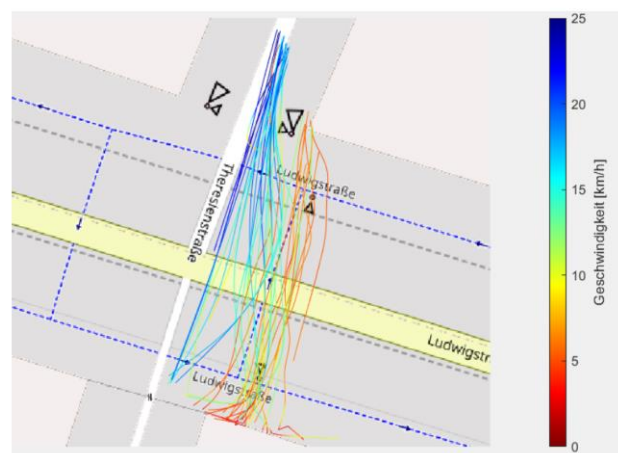 25
20
15
10
5
0
Geschwindigkeit [km/h]
Theresienstraße
Ludwigstraße
Ludwigstr
Ludwigstraße